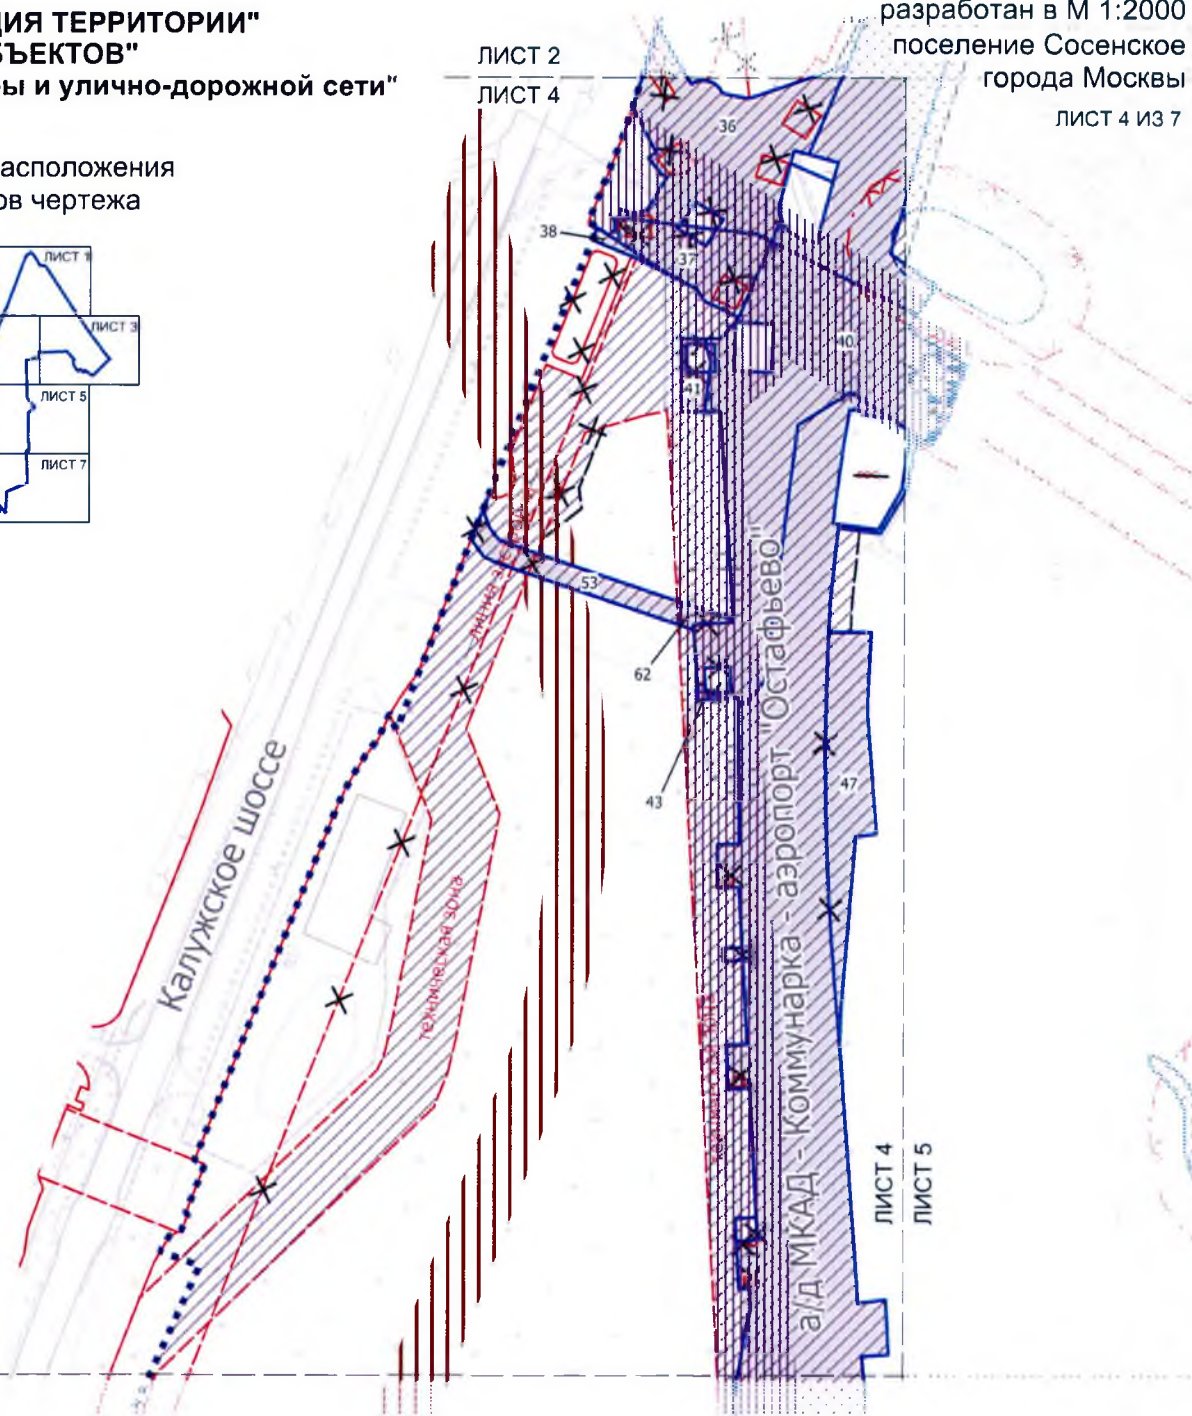 ЦИЯ ТЕРРИТОРИИ"
БЪЕКТОВ"
ы и улично-дорожной сети"
асположения
ов чертежа
ЛИСТ 1
ЛИСТ 3
ЛИСТ 5
ЛИСТ 7
ЛИСТ 2
ЛИСТ 4
разработан в М 1:2000
поселение Сосенское
города Москвы
ЛИСТ 4 ИЗ 7
36
38
37
40
41
53
62
43
47
Калужское шоссе
техническая зона
а/д МКАД - Коммунарка - аэропорт "Остафьево"
ЛИСТ 4
ЛИСТ 5